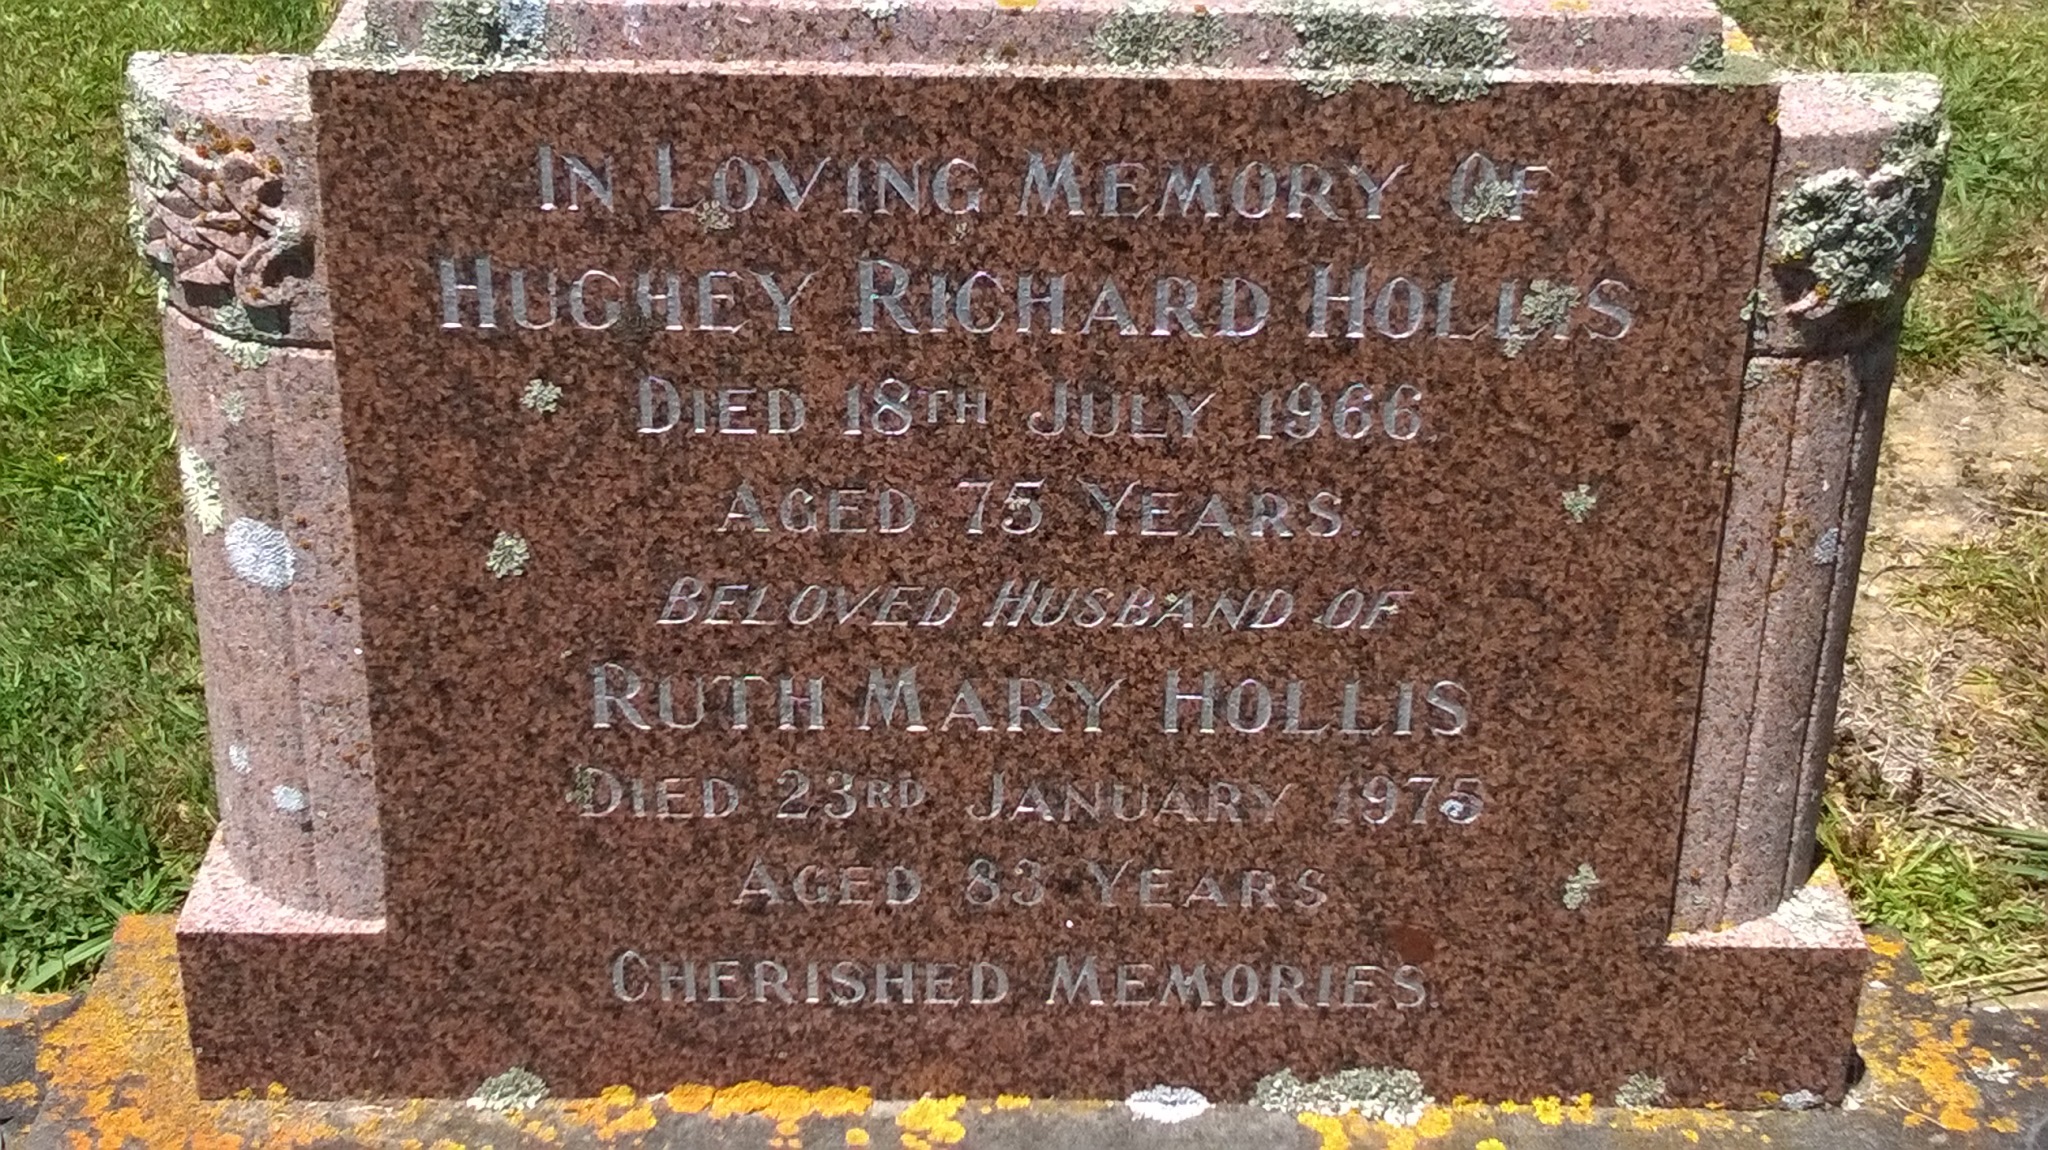 IN LOVING MEMORY OF
HUGHEY RICHARD HOLLIS
DIED 18TH JULY 1966.
AGED 75 YEARS.
BELOVED HUSBAND OF
RUTH MARY HOLLIS
DIED 23RD JANUARY 1975
AGED 83 YEARS
CHERISHED MEMORIES.